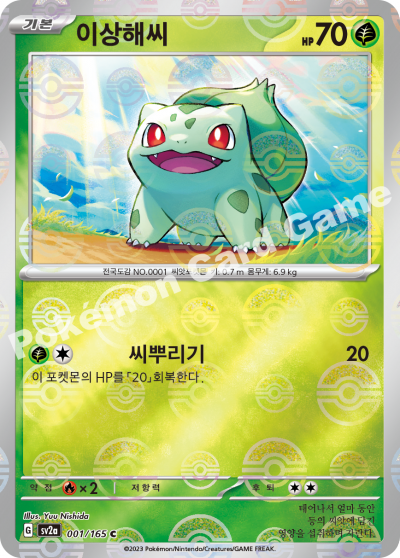 기본 이상해씨 HP 70
전국도감 NO.0001 씨앗포켓몬 키: 0.7 m 몸무게: 6.9 kg
씨뿌리기 20
이 포켓몬의 HP를 「20」 회복한다.
약점 ×2 저항력 후퇴
Illus. Yuu Nishida
G sv2a 001/165 C
태어나서 얼마 동안
등의 씨앗에 담긴
영양을 섭취하며 자란다.
©2023 Pokémon/Nintendo/Creatures/GAME FREAK.
Pokémon Card Game